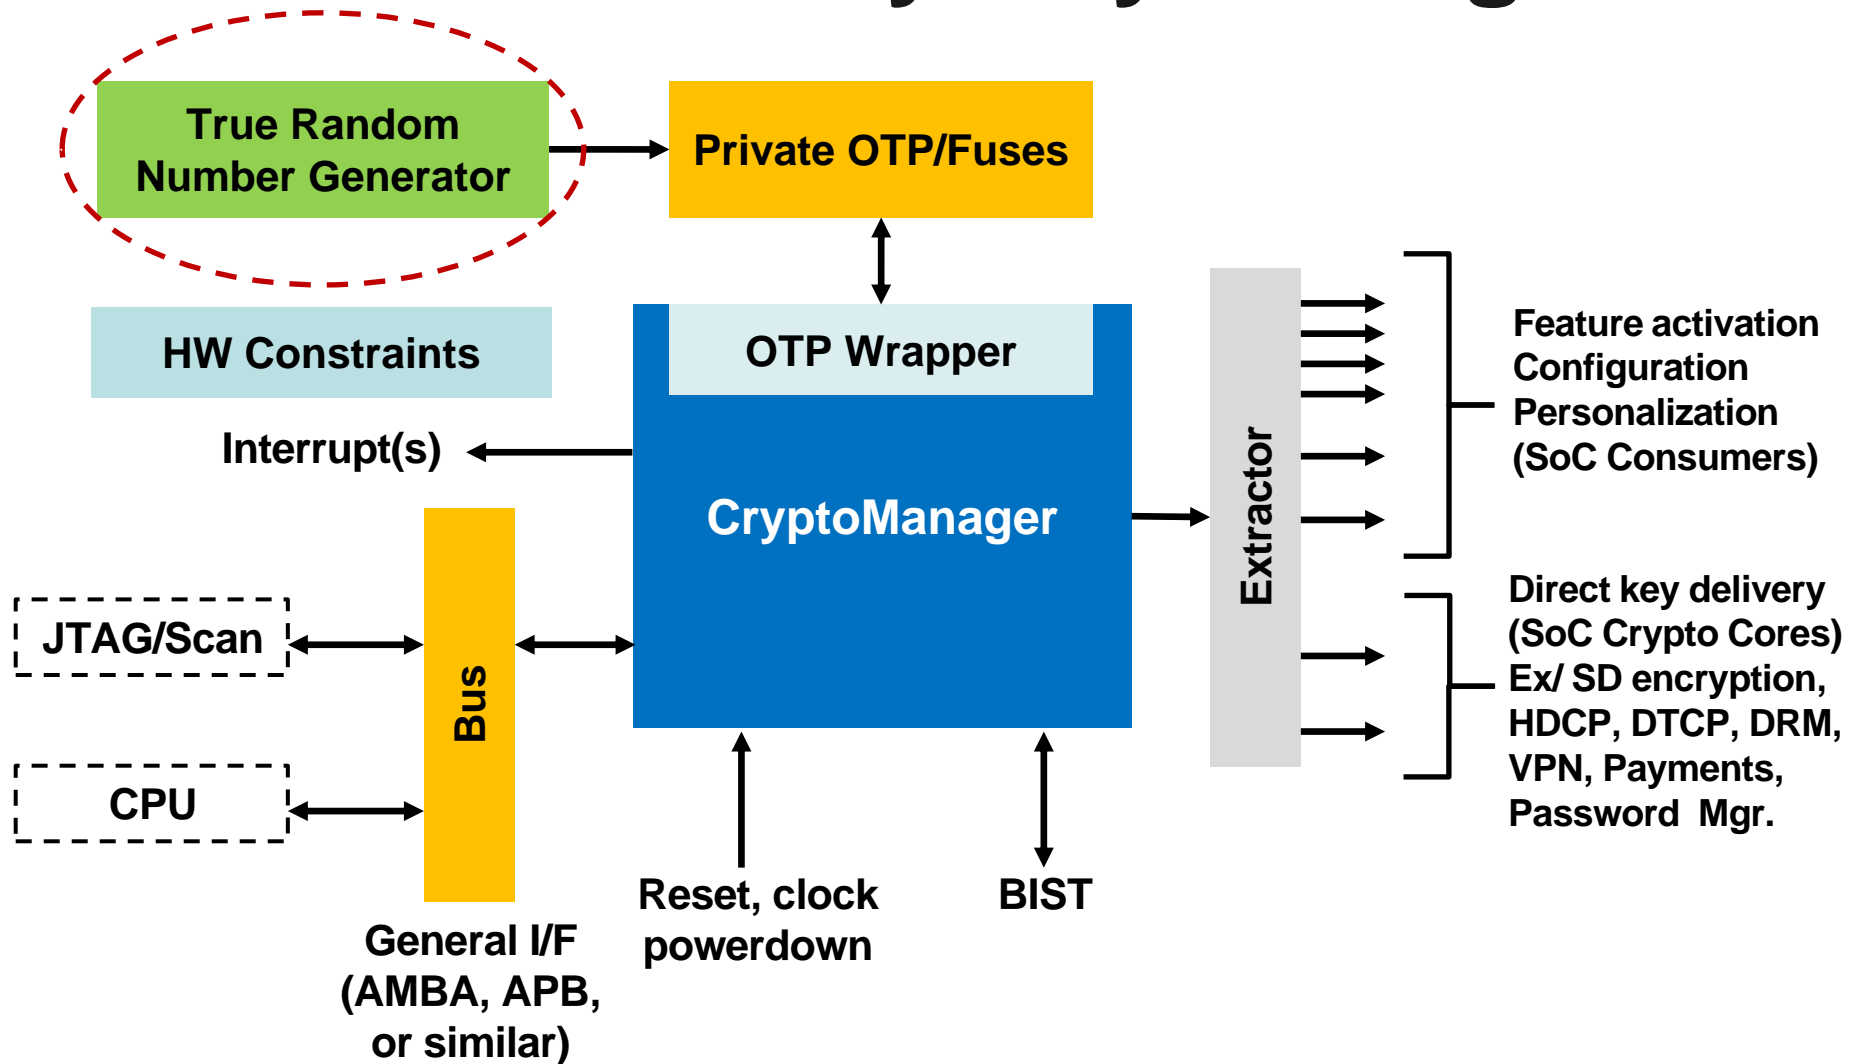 True Random
Number Generator
Private OTP/Fuses
HW Constraints
OTP Wrapper
Interrupt(s)
CryptoManager
Extractor
Feature activation
Configuration
Personalization
(SoC Consumers)
Direct key delivery
(SoC Crypto Cores)
Ex/ SD encryption,
HDCP, DTCP, DRM,
VPN, Payments,
Password Mgr.
JTAG/Scan
CPU
Bus
General I/F
(AMBA, APB,
or similar)
Reset, clock
powerdown
BIST